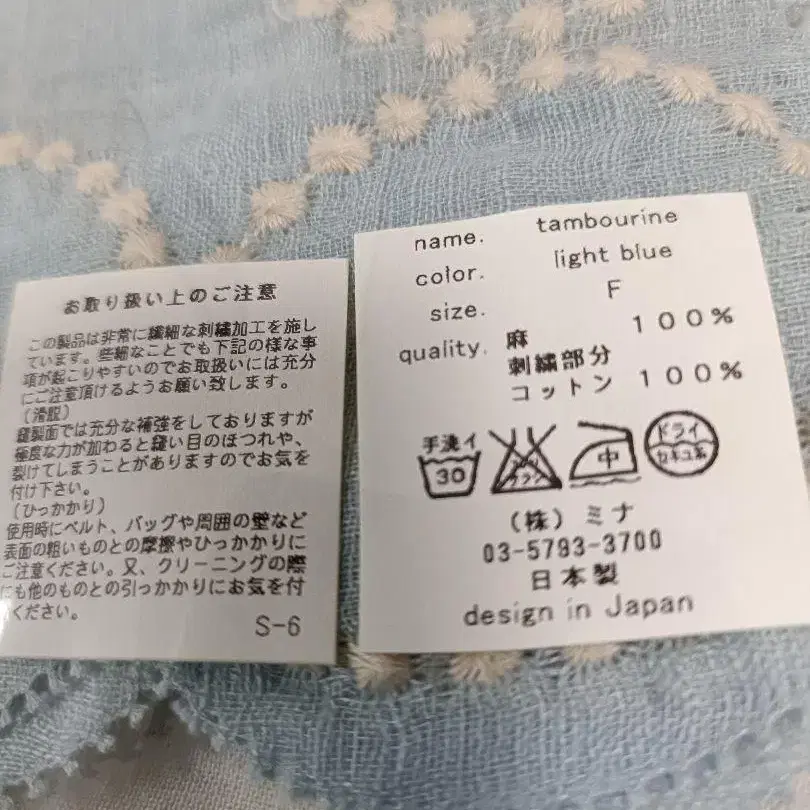 お取り扱い上のご注意
この製品は非常に繊細な刺繍加工を施し
ています。些細なことでも下記の様な事
項が起こりやすいのでお取扱いには充分
にご注意頂けるようお願い致します。
(滑脱)
縫製面では充分な補強をしておりますが
極度な力が加わると縫い目のほつれや、
裂けてしまうことがありますのでお気を
付け下さい。
(ひっかかり)
使用時にベルト、バッグや周囲の壁など
表面の粗いものとの摩擦やひっかかりに
ご注意ください。又、クリーニングの際
にも他のものとの引っかかりにお気を付
ください。
S-6
name. tambourine
color. light blue
size. F
quality. 麻 100%
刺繍部分
コットン 100%
手洗イ 30 エンソサラシ 中 ドライ セキユ系
(株)ミナ
03-5793-3700
日本製
design in Japan